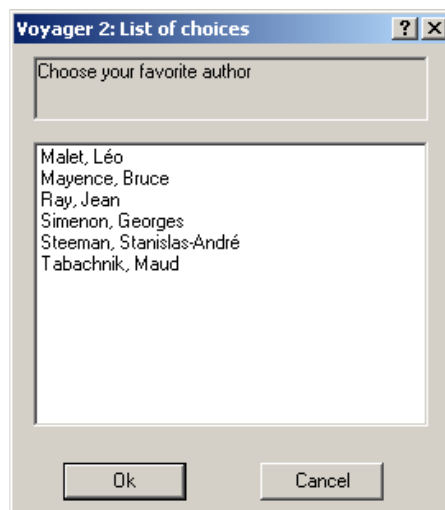 Voyager 2: List of choices
Choose your favorite author
Malet, Léo
Mayence, Bruce
Ray, Jean
Simenon, Georges
Steeman, Stanislas-André
Tabachnik, Maud
Ok
Cancel